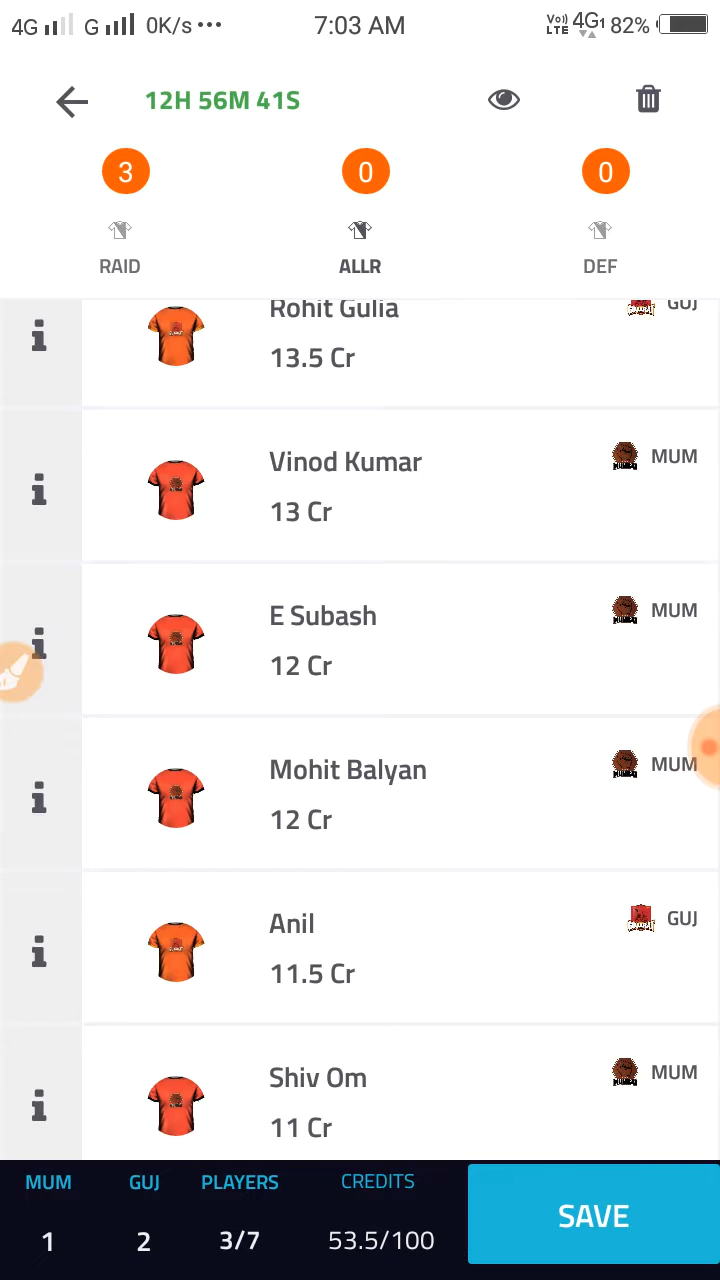 4G G 0K/s ••• 7:03 AM Vo) LTE 4G1 82%
12H 56M 41S
3 0 0
RAID ALLR DEF
Rohit Gulia GUJ
13.5 Cr
Vinod Kumar MUM
13 Cr
E Subash MUM
12 Cr
Mohit Balyan MUM
12 Cr
Anil GUJ
11.5 Cr
Shiv Om MUM
11 Cr
MUM GUJ PLAYERS CREDITS
1 2 3/7 53.5/100
SAVE